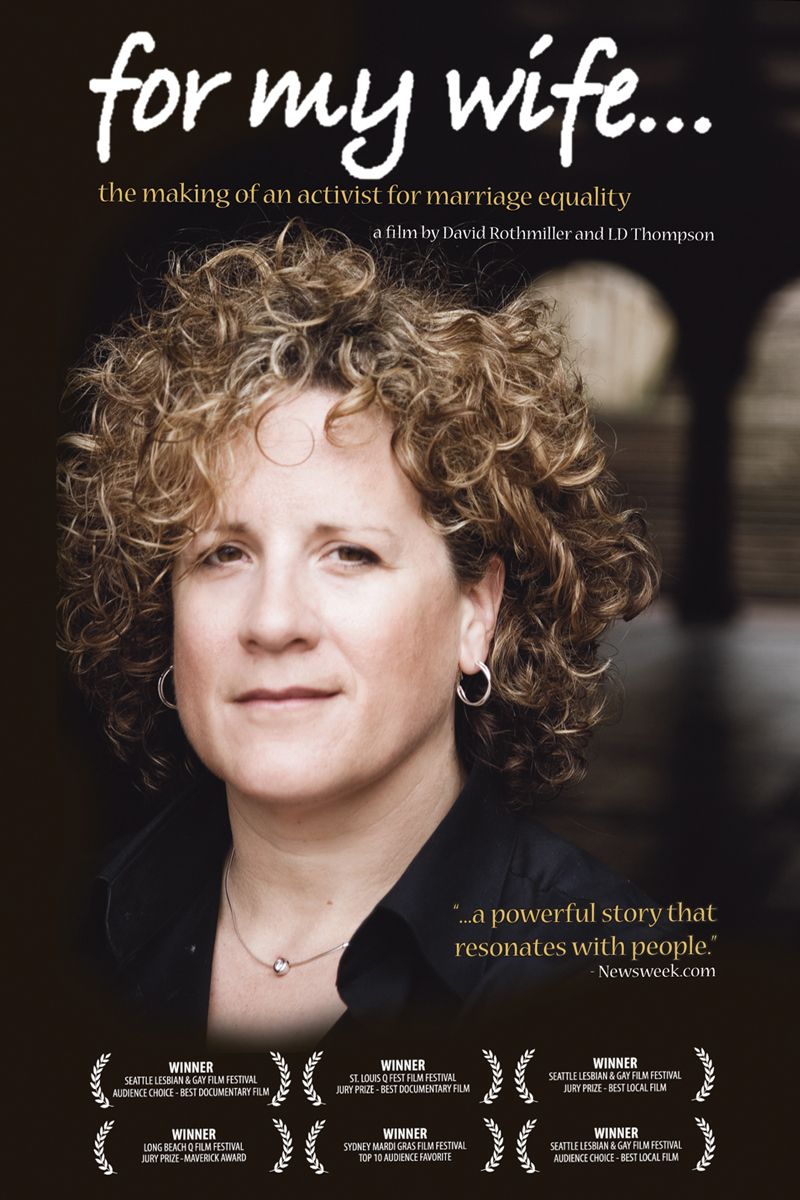 for my wife...
the making of an activist for marriage equality
a film by David Rothmiller and LD Thompson
“...a powerful story that
resonates with people.”
- Newsweek.com
WINNER
SEATTLE LESBIAN & GAY FILM FESTIVAL
AUDIENCE CHOICE - BEST DOCUMENTARY FILM
WINNER
ST. LOUIS Q FEST FILM FESTIVAL
JURY PRIZE - BEST DOCUMENTARY FILM
WINNER
SEATTLE LESBIAN & GAY FILM FESTIVAL
JURY PRIZE - BEST LOCAL FILM
WINNER
LONG BEACH Q FILM FESTIVAL
JURY PRIZE - MAVERICK AWARD
WINNER
SYDNEY MARDI GRAS FILM FESTIVAL
TOP 10 AUDIENCE FAVORITE
WINNER
SEATTLE LESBIAN & GAY FILM FESTIVAL
AUDIENCE CHOICE - BEST LOCAL FILM